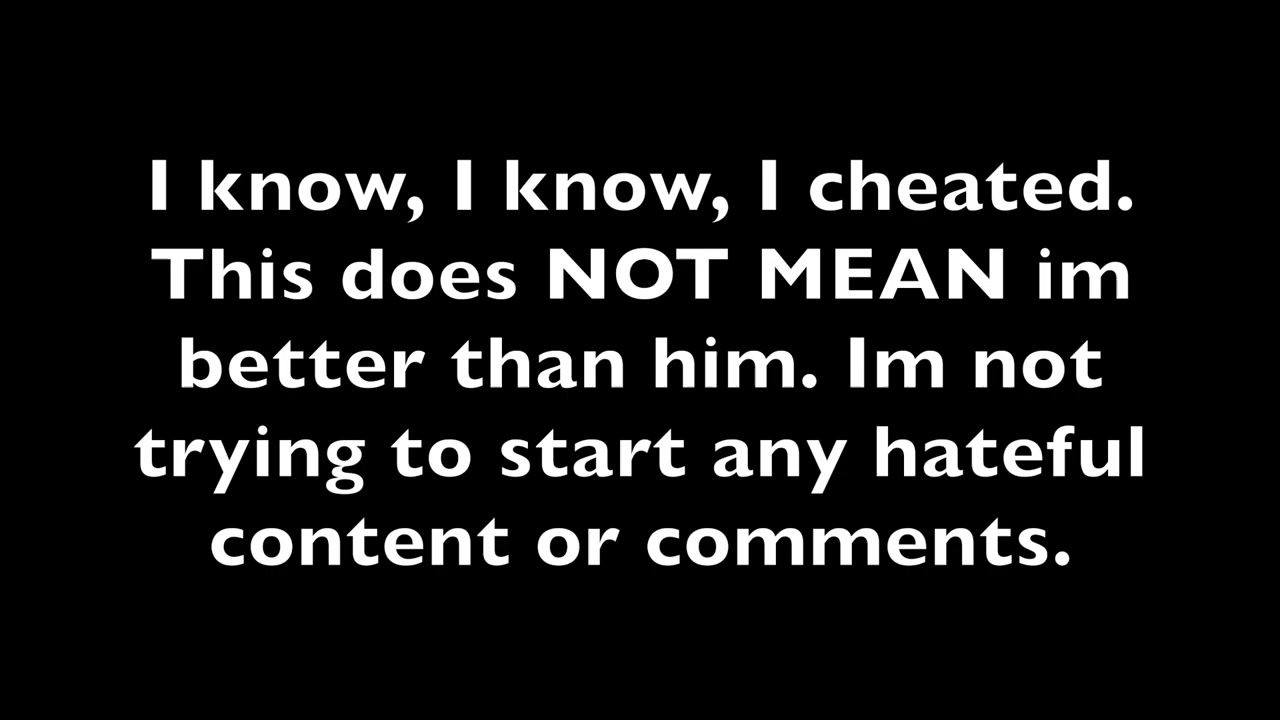 I know, I know, I cheated.
This does NOT MEAN im
better than him. Im not
trying to start any hateful
content or comments.